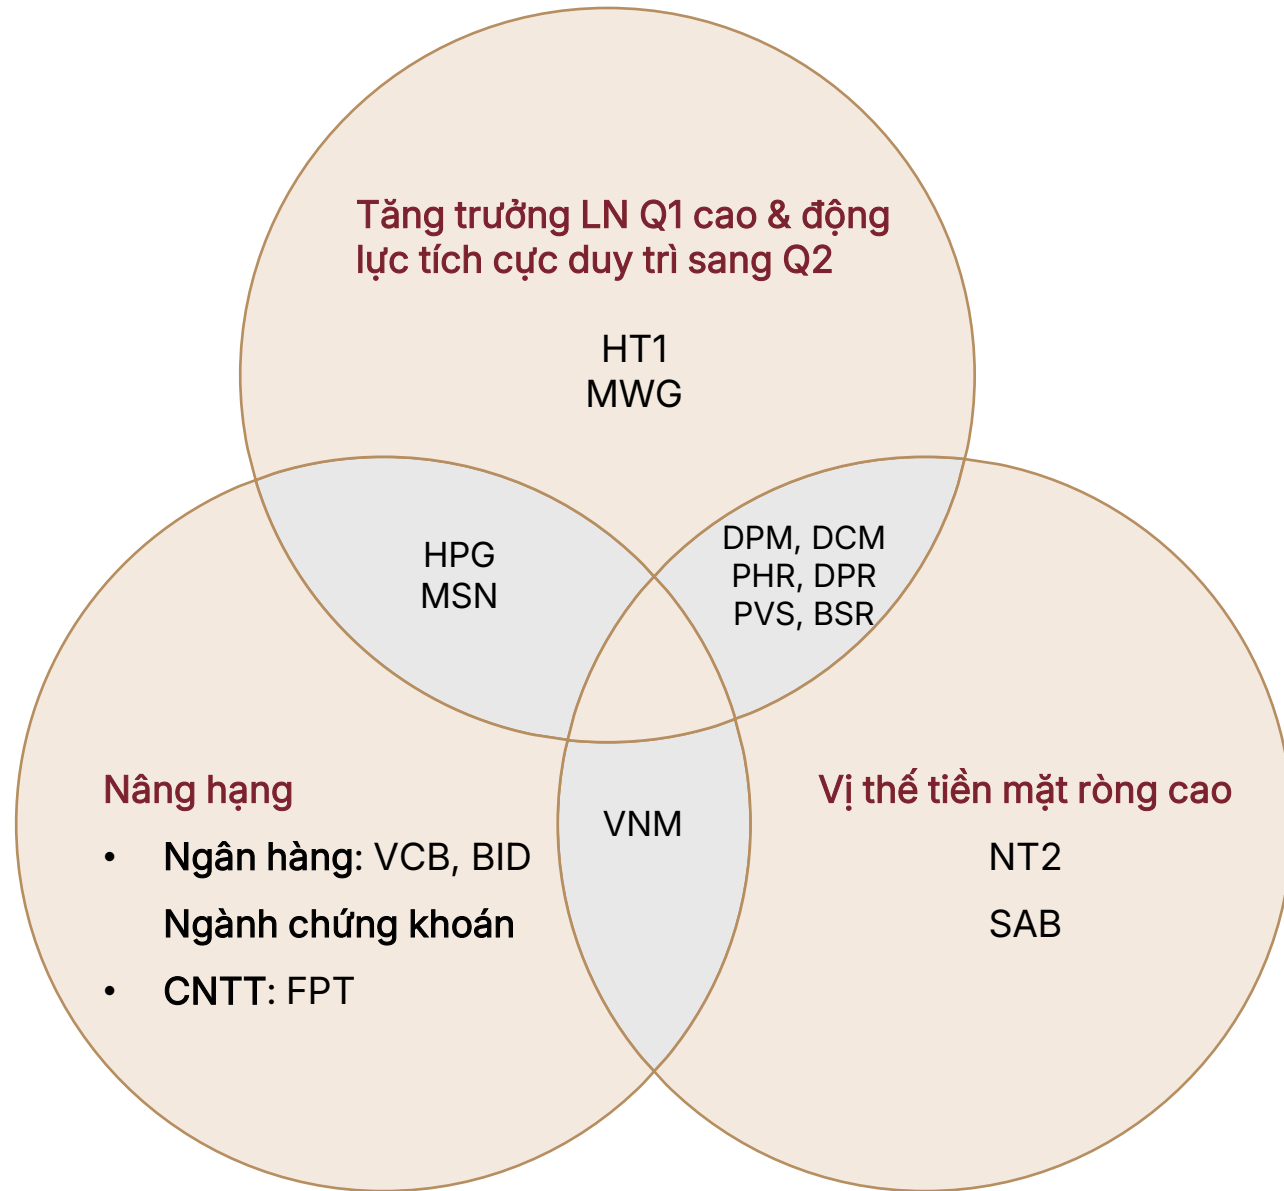 Tăng trưởng LN Q1 cao & động
lực tích cực duy trì sang Q2
HT1
MWG
HPG
MSN
DPM, DCM
PHR, DPR
PVS, BSR
Nâng hạng
• Ngân hàng: VCB, BID
Ngành chứng khoán
• CNTT: FPT
VNM
Vị thế tiền mặt ròng cao
NT2
SAB